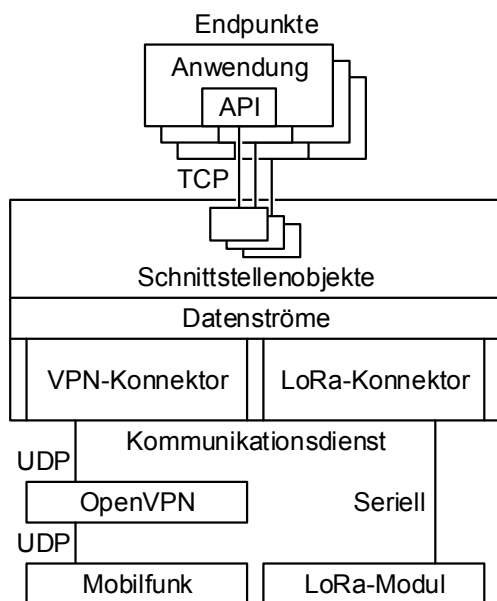 Endpunkte
Anwendung
API
TCP
Schnittstellenobjekte
Datenströme
VPN-Konnektor
LoRa-Konnektor
Kommunikationsdienst
UDP
OpenVPN
Seriell
UDP
Mobilfunk
LoRa-Modul